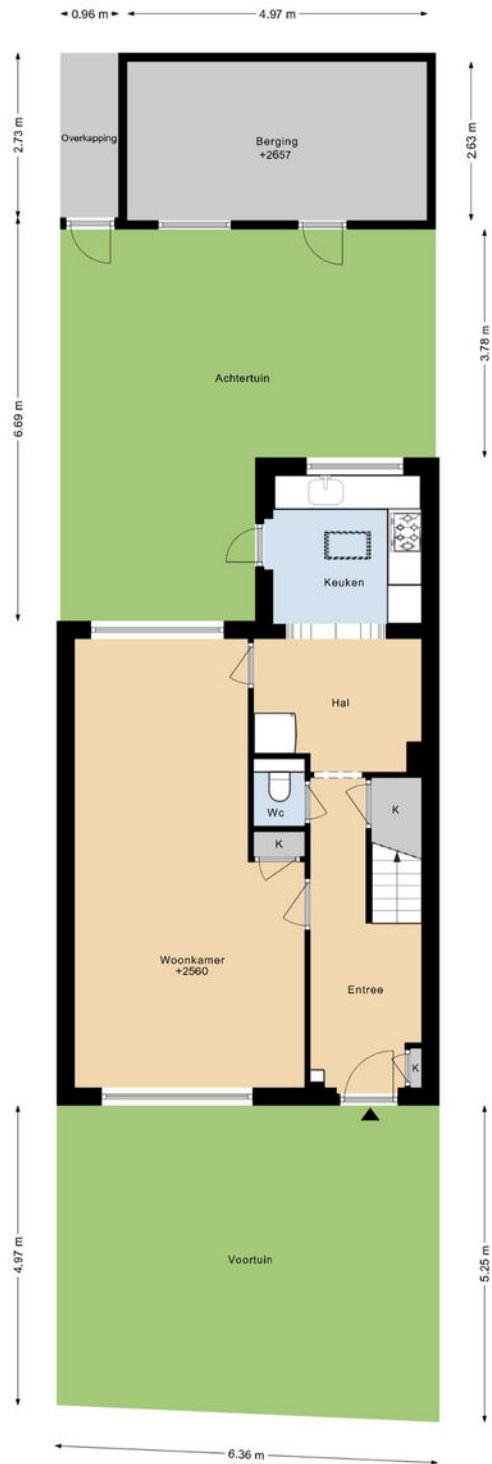 0.96 m
4.97 m
2.73 m
Overkapping
Berging
+2657
2.63 m
6.69 m
Achtertuin
3.78 m
Keuken
Hal
Wc
K
K
Woonkamer
+2560
Entree
K
4.97 m
Voortuin
5.25 m
6.36 m